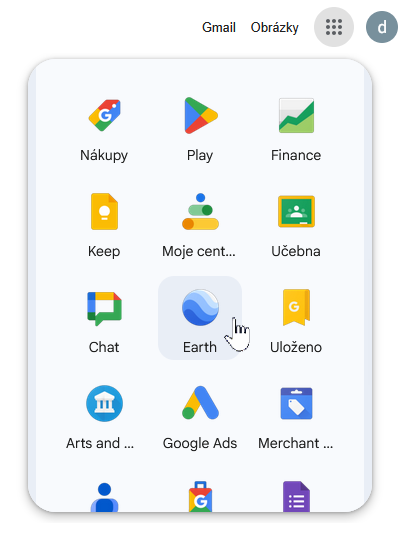 Gmail Obrázky d
Nákupy Play Finance
Keep Moje cent... Učebna
Chat Earth Uloženo
Arts and ... Google Ads Merchant ...